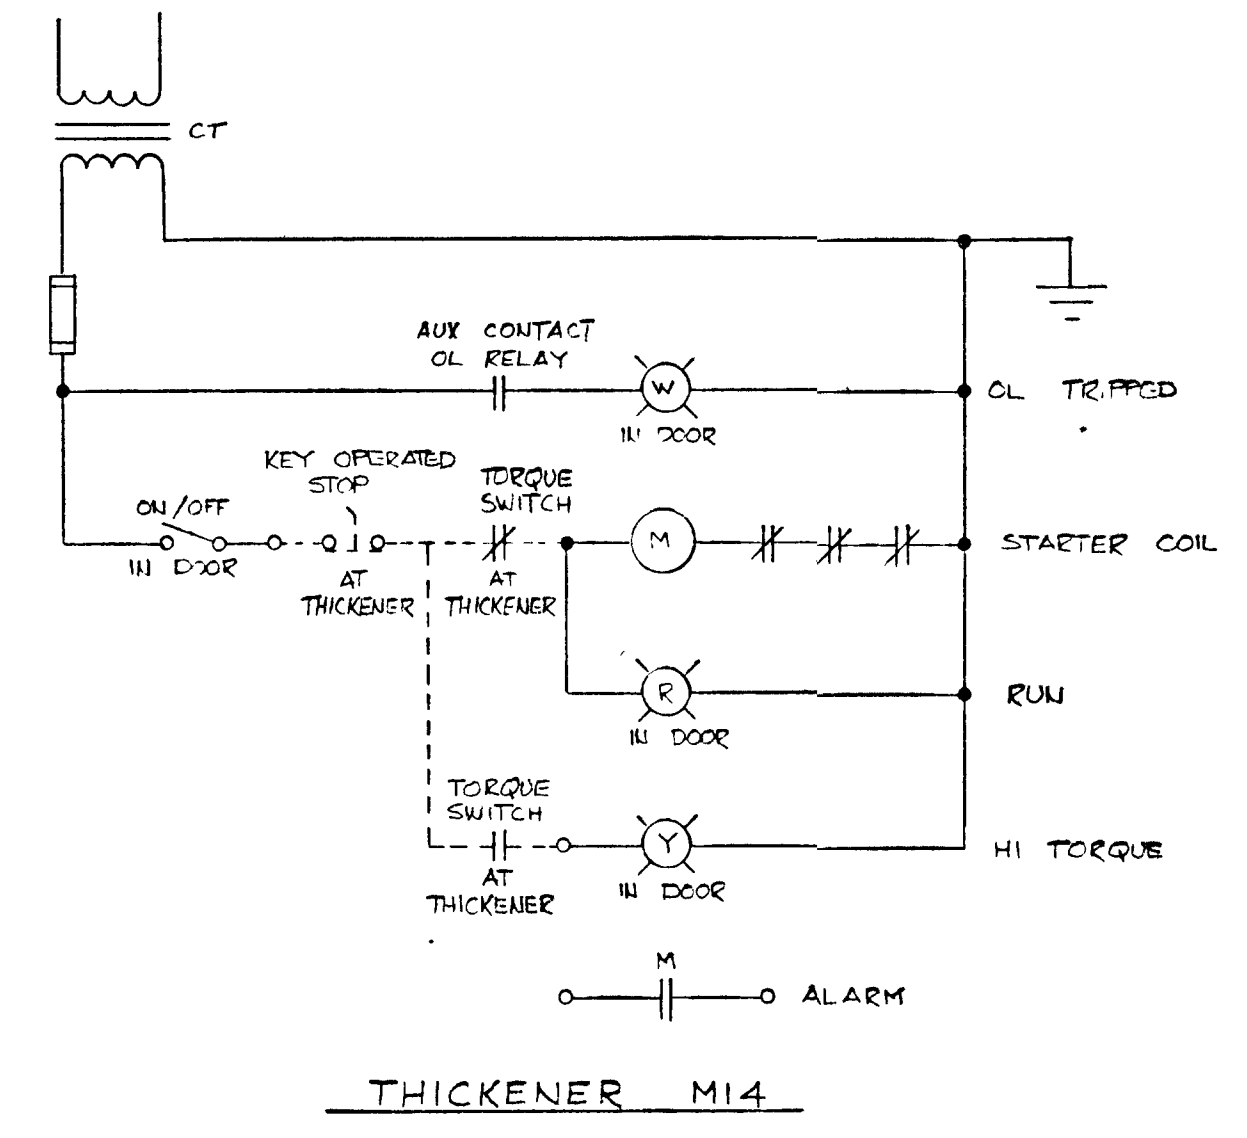 CT
AUX CONTACT
OL RELAY
W
IN DOOR
OL TRIPPED
KEY OPERATED
STOP
TORQUE
SWITCH
ON/OFF
IN DOOR
AT
THICKENER
AT
THICKENER
M
STARTER COIL
R
IN DOOR
RUN
TORQUE
SWITCH
AT
THICKENER
Y
IN DOOR
HI TORQUE
M
ALARM
THICKENER M14